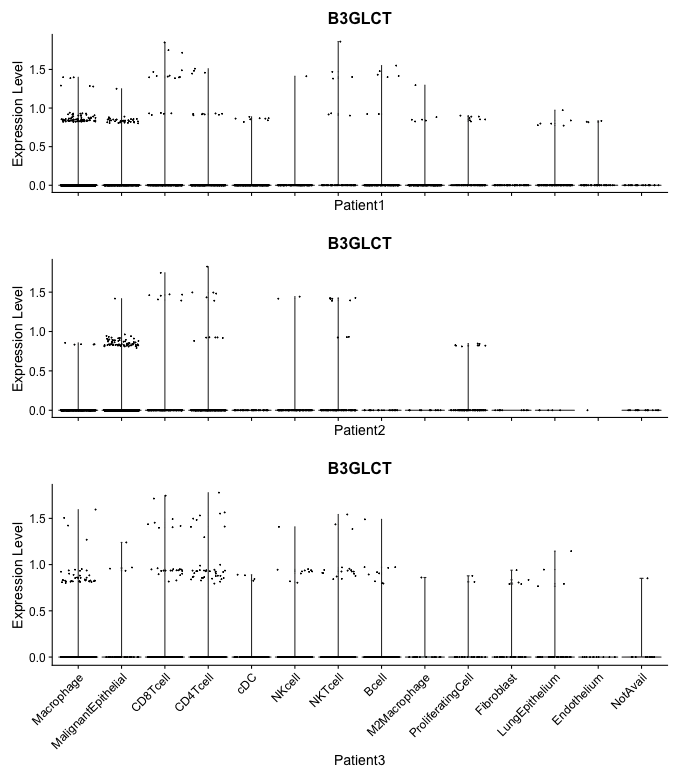 B3GLCT
Expression Level
1.5
1.0
0.5
0.0
Patient1
B3GLCT
Expression Level
1.5
1.0
0.5
0.0
Patient2
B3GLCT
Expression Level
1.5
1.0
0.5
0.0
Macrophage
MalignantEpithelial
CD8Tcell
CD4Tcell
cDC
NKcell
NKTcell
Bcell
M2Macrophage
ProliferatingCell
Fibroblast
LungEpithelium
Endothelium
NotAvail
Patient3